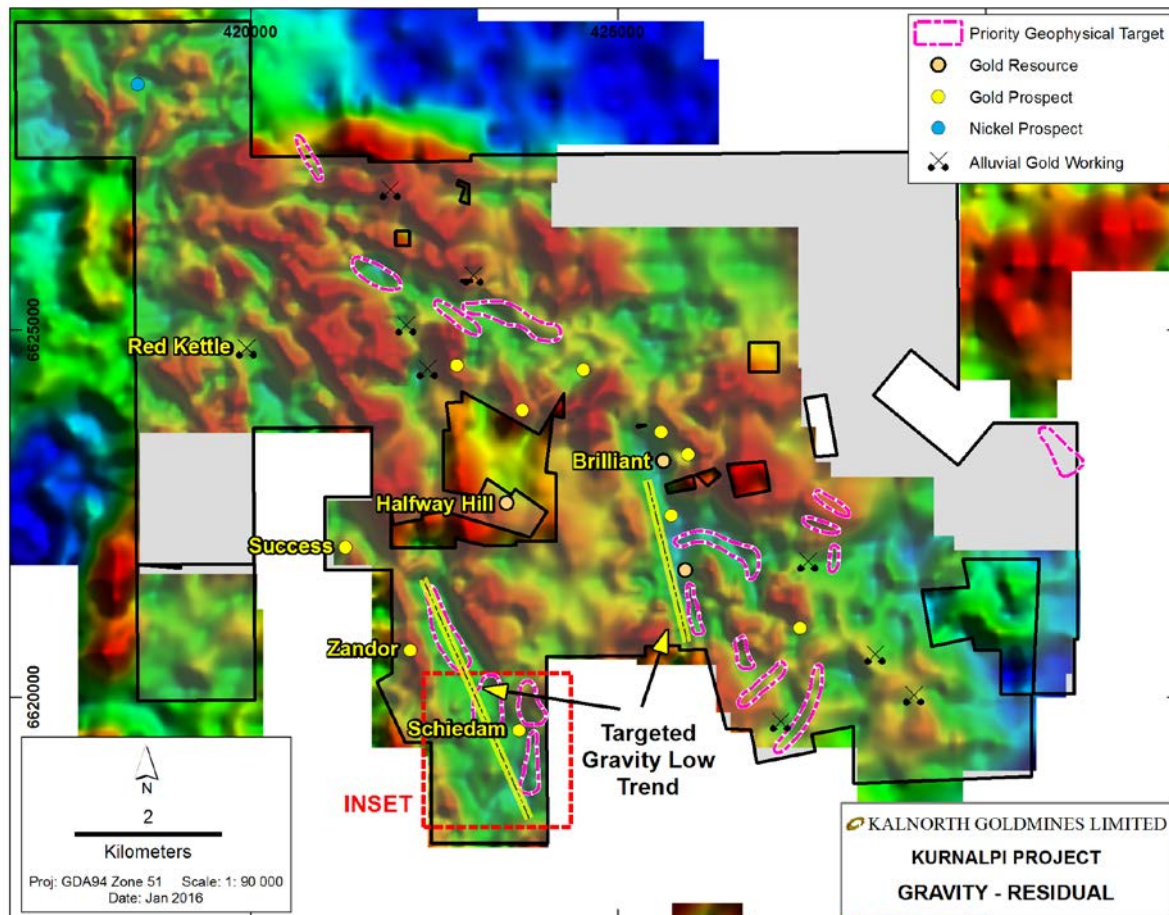 420000
425000
Priority Geophysical Target
Gold Resource
Gold Prospect
Nickel Prospect
Alluvial Gold Working
6625000
Red Kettle
Brilliant
Halfway Hill
Success
Zandor
6620000
Schiedam
Targeted
Gravity Low
Trend
INSET
N
2
Kilometers
Proj: GDA94 Zone 51 Scale: 1: 90 000
Date: Jan 2016
KALNORTH GOLDMINES LIMITED
KURNALPI PROJECT
GRAVITY - RESIDUAL